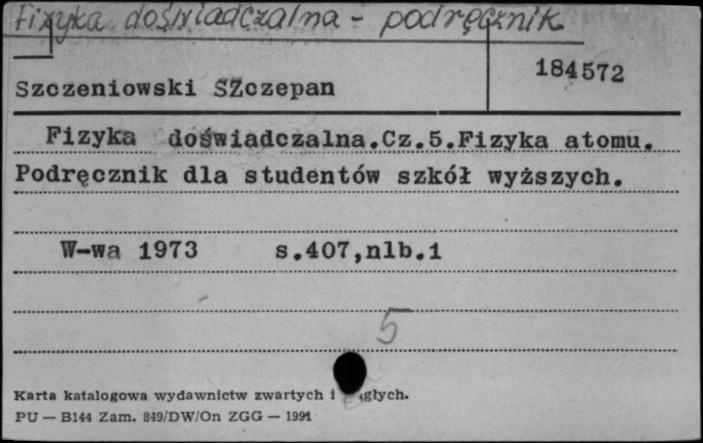 fizyka doświadczalna - podręcznik
184572
Szczeniowski SZczepan
Fizyka doświadczalna.Cz.5.Fizyka atomu.
Podręcznik dla studentów szkół wyższych.
W-wa 1973 s.407,nlb.1
5
Karta katalogowa wydawnictw zwartych i głych.
PU — B144 Zam. 849/DW/On ZGG — 1991